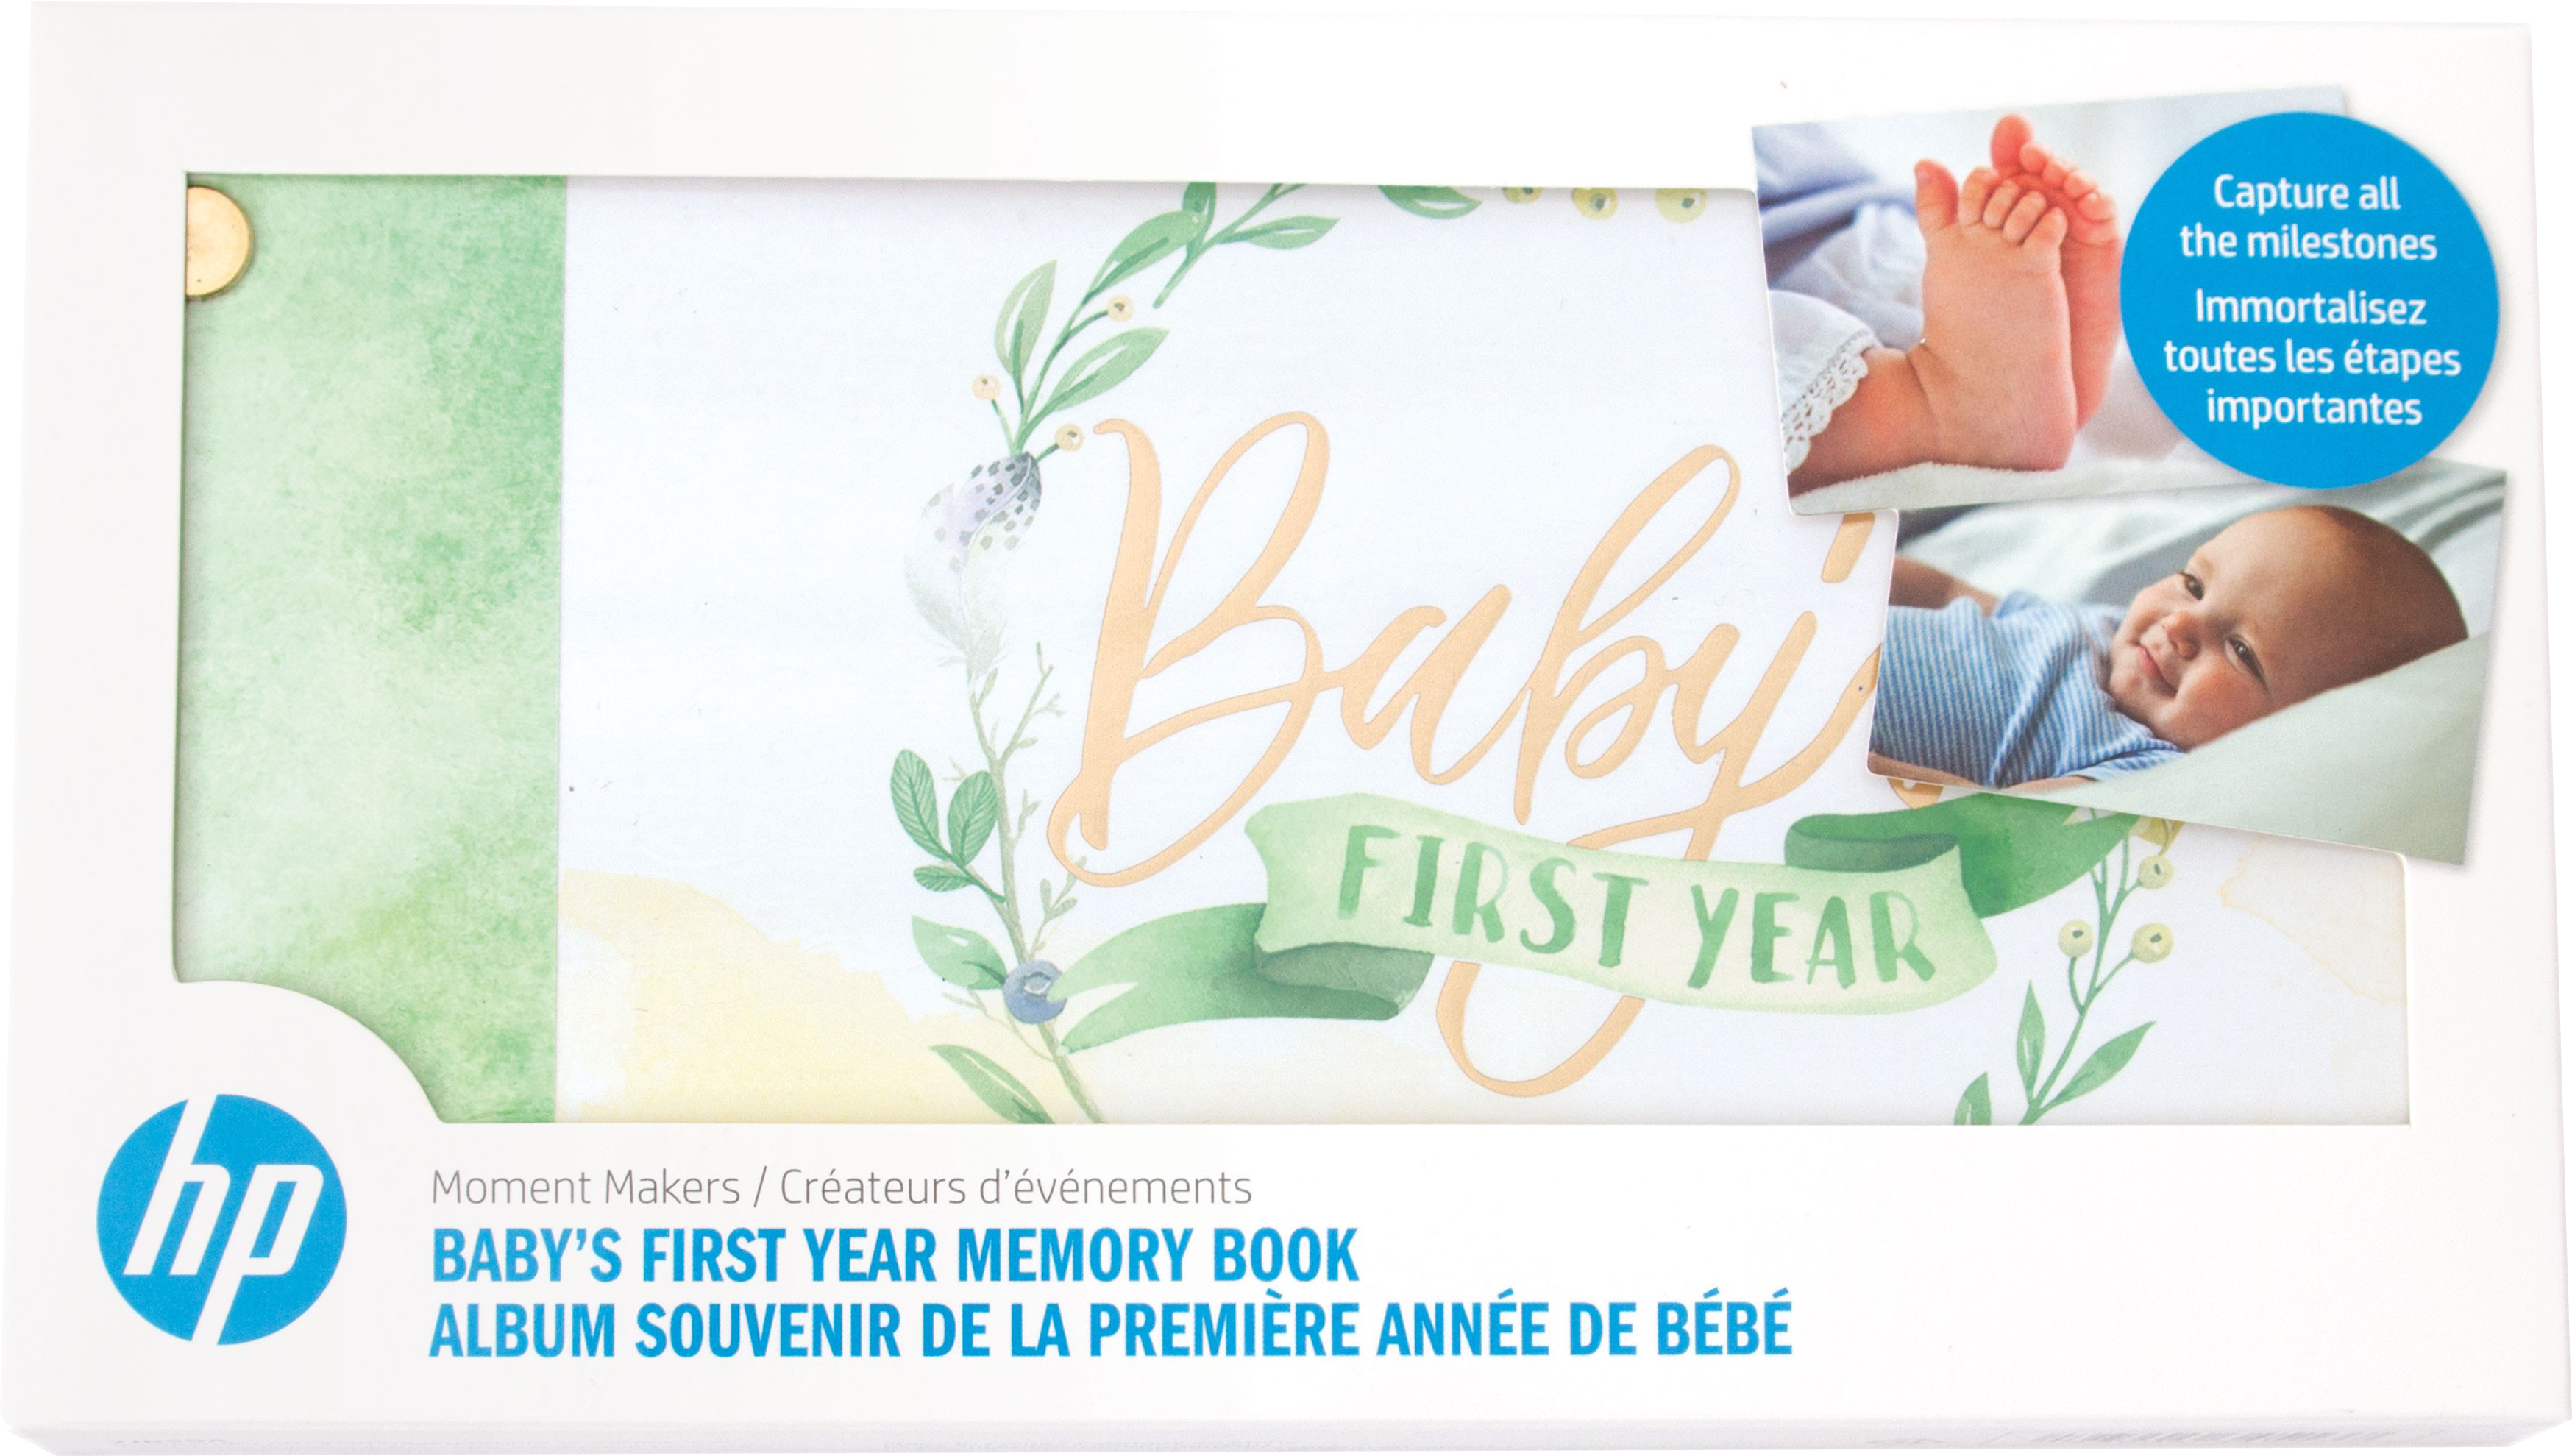 Capture all
the milestones
Immortalisez
toutes les étapes
importantes
Baby'
FIRST YEAR
hp
Moment Makers / Créateurs d'événements
BABY'S FIRST YEAR MEMORY BOOK
ALBUM SOUVENIR DE LA PREMIÈRE ANNÉE DE BÉBÉ